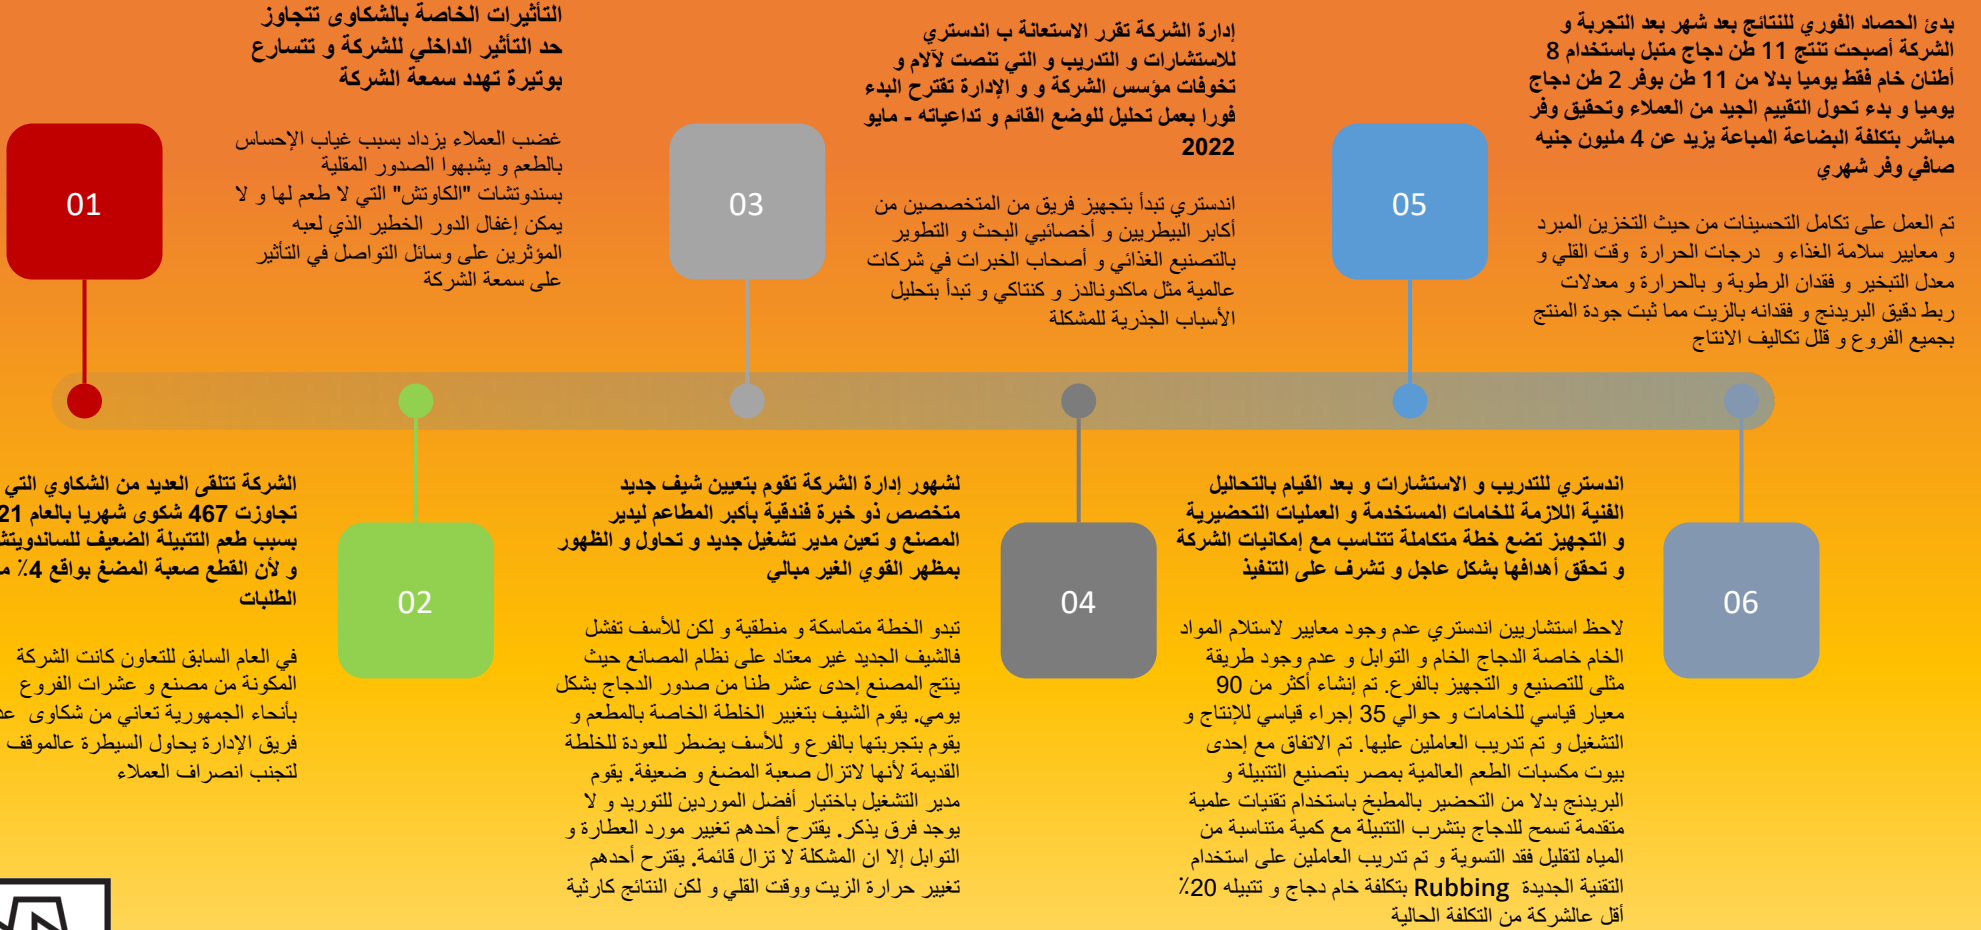 01
الشركة تتلقى العديد من الشكاوي التي
تجاوزت 467 شكوى شهريا بالعام
بسبب طعم التتبيلة الضعيف
و لأن القطع صعبة المضغ بواقع 4٪
الطلبات
في العام السابق للتعاون كانت الشركة
المكونة من مصنع و عشرات الفروع
بأنحاء الجمهورية تعاني من شكاوى
فريق الإدارة يحاول السيطرة عالموقف
لتجنب انصراف العملاء
02
التأثيرات الخاصة بالشكاوى تتجاوز
حد التأثير الداخلي للشركة و تتسارع
بوتيرة تهدد سمعة الشركة
غضب العملاء يزداد بسبب غياب الإحساس
بالطعم و يشبهوا الصدور المقلية
بسندوتشات "الكاوتش" التي لا طعم لها و لا
يمكن إغفال الدور الخطير الذي لعبه
المؤثرين على وسائل التواصل في التأثير
على سمعة الشركة
03
لشهور إدارة الشركة تقوم بتعيين شيف جديد
متخصص ذو خبرة فندقية بأكبر المطاعم ليدير
المصنع و تعين مدير تشغيل جديد و تحاول و الظهور
بمظهر القوي الغير مبالي
تبدو الخطة متماسكة و منطقية و لكن للأسف تفشل
فالشيف الجديد غير معتاد على نظام المصانع حيث
ينتج المصنع إحدى عشر طنا من صدور الدجاج بشكل
يومي. يقوم الشيف بتغيير الخلطة الخاصة بالمطعم و
يقوم بتجربتها بالفرع و للأسف يضطر للعودة للخلطة
القديمة لأنها لاتزال صعبة المضغ و ضعيفة. يقوم
مدير التشغيل باختيار أفضل الموردين للتوريد و لا
يوجد فرق يذكر. يقترح أحدهم تغيير مورد العطارة و
التوابل إلا ان المشكلة لا تزال قائمة. يقترح أحدهم
تغيير حرارة الزيت ووقت القلي و لكن النتائج كارثية
04
إدارة الشركة تقرر الاستعانة ب اندستري
للاستشارات و التدريب و التي تنصت لآلام و
تخوفات مؤسس الشركة و و الإدارة تقترح البدء
فورا بعمل تحليل للوضع القائم و تداعياته - مايو
2022
اندستري تبدأ بتجهيز فريق من المتخصصين من
أكابر البيطريين و أخصائيي البحث و التطوير
بالتصنيع الغذائي و أصحاب الخبرات في شركات
عالمية مثل ماكدونالدز و كنتاكي و تبدأ بتحليل
الأسباب الجذرية للمشكلة
05
اندستري للتدريب و الاستشارات و بعد القيام بالتحاليل
الفنية اللازمة للخامات المستخدمة و العمليات التحضيرية
و التجهيز تضع خطة متكاملة تتناسب مع إمكانيات الشركة
و تحقق أهدافها بشكل عاجل و تشرف على التنفيذ
لاحظ استشاريين اندستري عدم وجود معايير لاستلام المواد
الخام خاصة الدجاج الخام و التوابل و عدم وجود طريقة
مثلى للتصنيع و التجهيز بالفرع. تم إنشاء أكثر من 90
معيار قياسي للخامات و حوالي 35 إجراء قياسي للإنتاج و
التشغيل و تم تدريب العاملين عليها. تم الاتفاق مع إحدى
بيوت مكسبات الطعم العالمية بمصر بتصنيع التتبيلة و
البريدنج بدلا من التحضير بالمطبخ باستخدام تقنيات علمية
متقدمة تسمح للدجاج بتشرب التتبيلة مع كمية متناسبة من
المياه لتقليل فقد التسوية و تم تدريب العاملين على استخدام
التقنية الجديدة Rubbing بتكلفة خام دجاج و تتبيله 20٪
أقل عالشركة من التكلفة الحالية
06
بدئ الحصاد الفوري للنتائج بعد شهر بعد التجربة و
الشركة أصبحت تنتج 11 طن دجاج متبل باستخدام 8
أطنان خام فقط يوميا بدلا من 11 طن بوفر 2 طن دجاج
يوميا و بدء تحول التقييم الجيد من العملاء وتحقيق وفر
مباشر بتكلفة البضاعة المباعة يزيد عن 4 مليون جنيه
صافي وفر شهري
تم العمل على تكامل التحسينات من حيث التخزين المبرد
و معايير سلامة الغذاء و درجات الحرارة وقت القلي و
معدل التبخير و فقدان الرطوبة و بالحرارة و معدلات
ربط دقيق البريدنج و فقدانه بالزيت مما ثبت جودة المنتج
بجميع الفروع و قلل تكاليف الانتاج